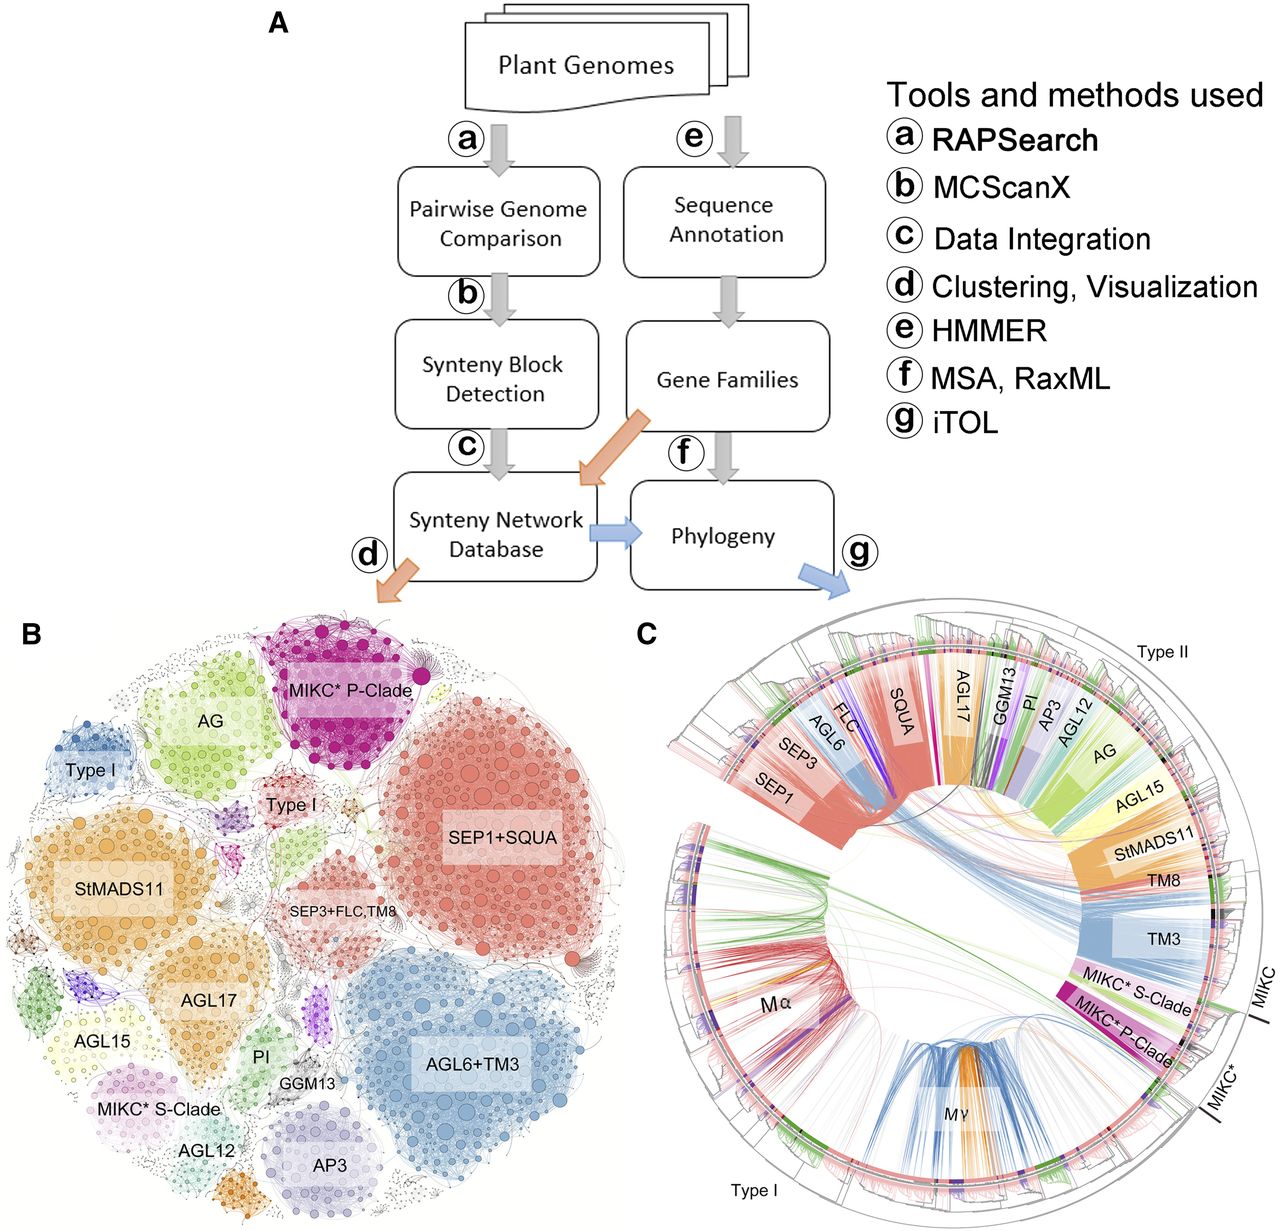 A
Plant Genomes
a
e
Pairwise Genome
Comparison
Sequence
Annotation
b
Synteny Block
Detection
Gene Families
c
f
Synteny Network
Database
Phylogeny
d
g
Tools and methods used
a RAPSearch
b MCScanX
c Data Integration
d Clustering, Visualization
e HMMER
f MSA, RaxML
g iTOL
B
MIKC* P-Clade
AG
Type I
Type I
SEP1+SQUA
StMADS11
SEP3+FLC,TM8
AGL17
AGL15
PI
AGL6+TM3
GGM13
MIKC* S-Clade
AGL12
AP3
C
Type II
SEP1
SEP3
AGL6
FLC
SQUA
AGL17
GGM13
PI
AP3
AGL12
AG
AGL15
StMADS11
TM8
TM3
MIKC* S-Clade
MIKC* P-Clade
MIKC
MIKC*
Mα
Mγ
Type I